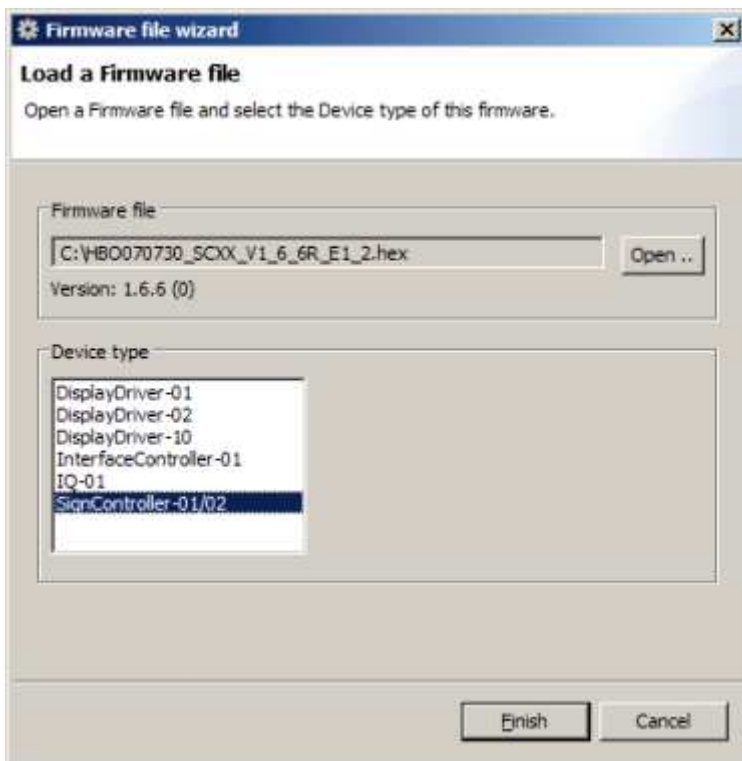 Firmware file wizard
Load a Firmware file
Open a Firmware file and select the Device type of this firmware.
Firmware file
C:\HBO070730_SCXX_V1_6_6R_E1_2.hex
Open ..
Version: 1.6.6 (0)
Device type
DisplayDriver-01
DisplayDriver-02
DisplayDriver-10
InterfaceController-01
IQ-01
SignController-01/02
Finish
Cancel